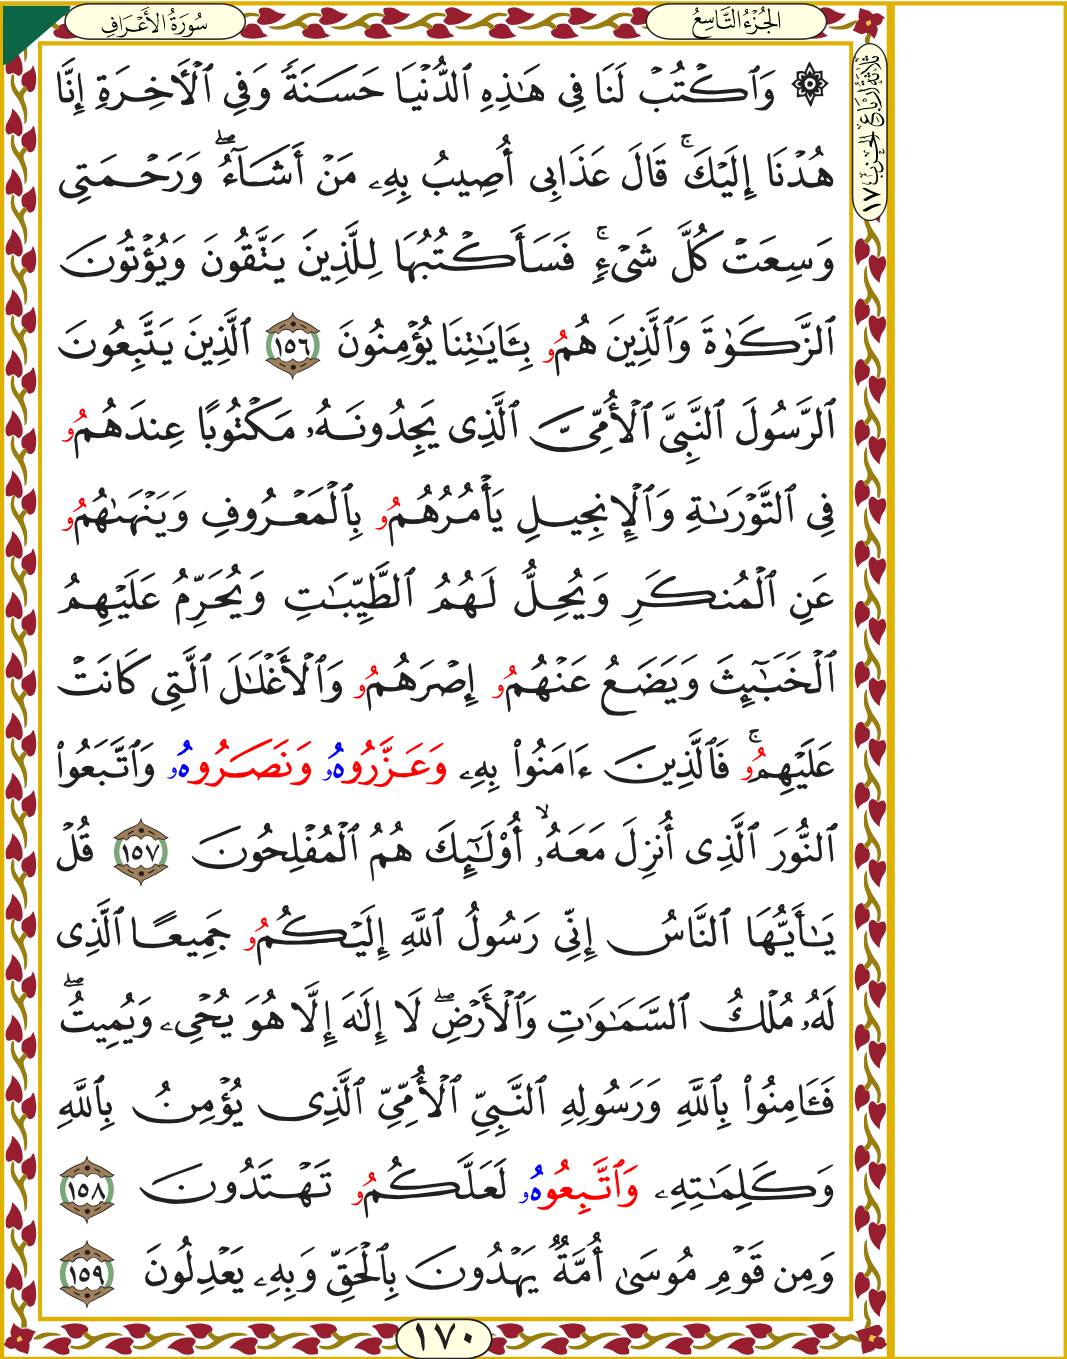 سُورَةُ الأَعْرَافِ
الجُزْءُ التَّاسِعُ
ثَلَاثَةُ أَرْبَاعِ الحِزْبِ ١٧
۞ وَٱكۡتُبۡ لَنَا فِي هَٰذِهِ ٱلدُّنۡيَا حَسَنَةٗ وَفِي ٱلۡأٓخِرَةِ إِنَّا
هُدۡنَا إِلَيۡكَۚ قَالَ عَذَابِي أُصِيبُ بِهِۦ مَنۡ أَشَآءُۖ وَرَحۡمَتِي
وَسِعَتۡ كُلَّ شَيۡءٖۚ فَسَأَكۡتُبُهَا لِلَّذِينَ يَتَّقُونَ وَيُؤۡتُونَ
ٱلزَّكَوٰةَ وَٱلَّذِينَ هُمُۥ بِـَٔايَٰتِنَا يُؤۡمِنُونَ ١٥٦ ٱلَّذِينَ يَتَّبِعُونَ
ٱلرَّسُولَ ٱلنَّبِيَّ ٱلۡأُمِّيَّ ٱلَّذِي يَجِدُونَهُۥ مَكۡتُوبًا عِندَهُمُۥ
فِي ٱلتَّوۡرَىٰةِ وَٱلۡإِنجِيلِ يَأۡمُرُهُمُۥ بِٱلۡمَعۡرُوفِ وَيَنۡهَىٰهُمُۥ
عَنِ ٱلۡمُنكَرِ وَيُحِلُّ لَهُمُ ٱلطَّيِّبَٰتِ وَيُحَرِّمُ عَلَيۡهِمُ
ٱلۡخَبَٰٓئِثَ وَيَضَعُ عَنۡهُمُۥ إِصۡرَهُمُۥ وَٱلۡأَغۡلَٰلَ ٱلَّتِي كَانَتۡ
عَلَيۡهِمُۥۚ فَٱلَّذِينَ ءَامَنُواْ بِهِۦ وَعَزَّرُوهُۥ وَنَصَرُوهُۥ وَٱتَّبَعُواْ
ٱلنُّورَ ٱلَّذِي أُنزِلَ مَعَهُۥٓۙ أُوْلَٰٓئِكَ هُمُ ٱلۡمُفۡلِحُونَ ١٥٧ قُلۡ
يَٰأَيُّهَا ٱلنَّاسُ إِنِّي رَسُولُ ٱللَّهِ إِلَيۡكُمُۥ جَمِيعًا ٱلَّذِي
لَهُۥ مُلۡكُ ٱلسَّمَٰوَٰتِ وَٱلۡأَرۡضِۖ لَا إِلَٰهَ إِلَّا هُوَ يُحۡيِۦ وَيُمِيتُۖ
فَـَٔامِنُواْ بِٱللَّهِ وَرَسُولِهِ ٱلنَّبِيِّ ٱلۡأُمِّيِّ ٱلَّذِي يُؤۡمِنُ بِٱللَّهِ
وَكَلِمَٰتِهِۦ وَٱتَّبِعُوهُۥ لَعَلَّكُمُۥ تَهۡتَدُونَ ١٥٨
وَمِن قَوۡمِ مُوسَىٰ أُمَّةٞ يَهۡدُونَ بِٱلۡحَقِّ وَبِهِۦ يَعۡدِلُونَ ١٥٩
١٧٠